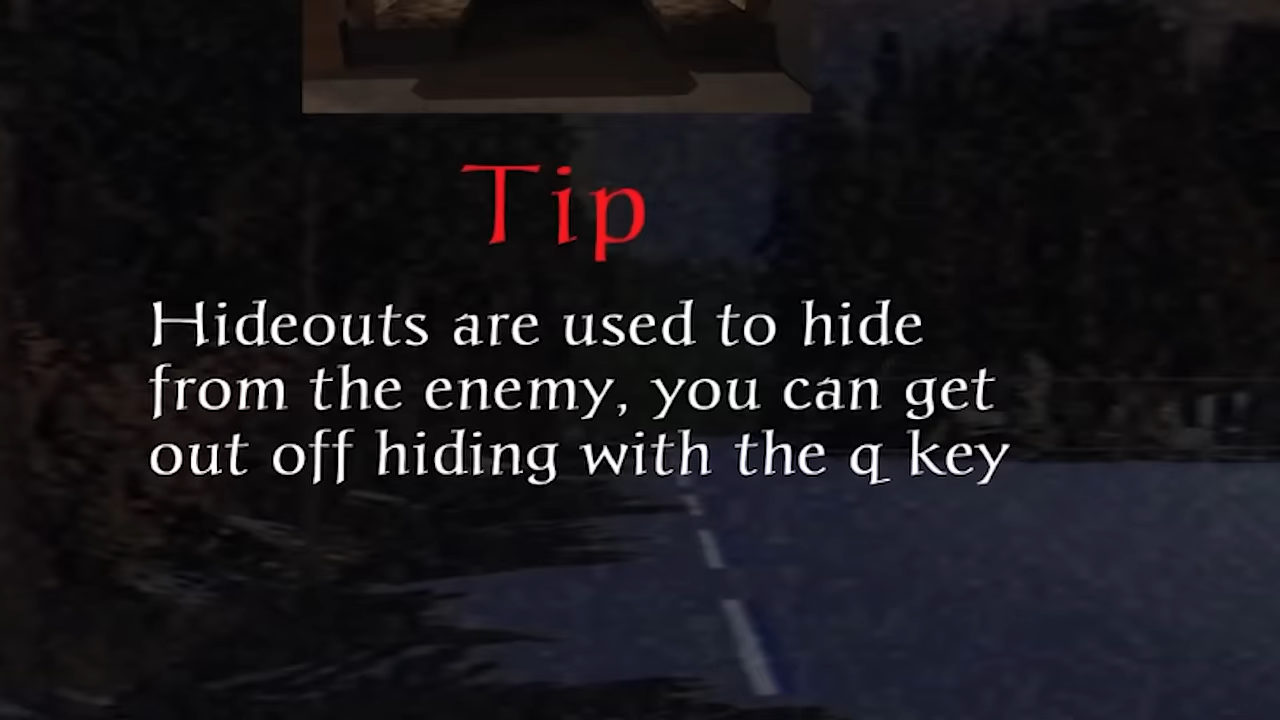 Tip
Hideouts are used to hide
from the enemy, you can get
out off hiding with the q key